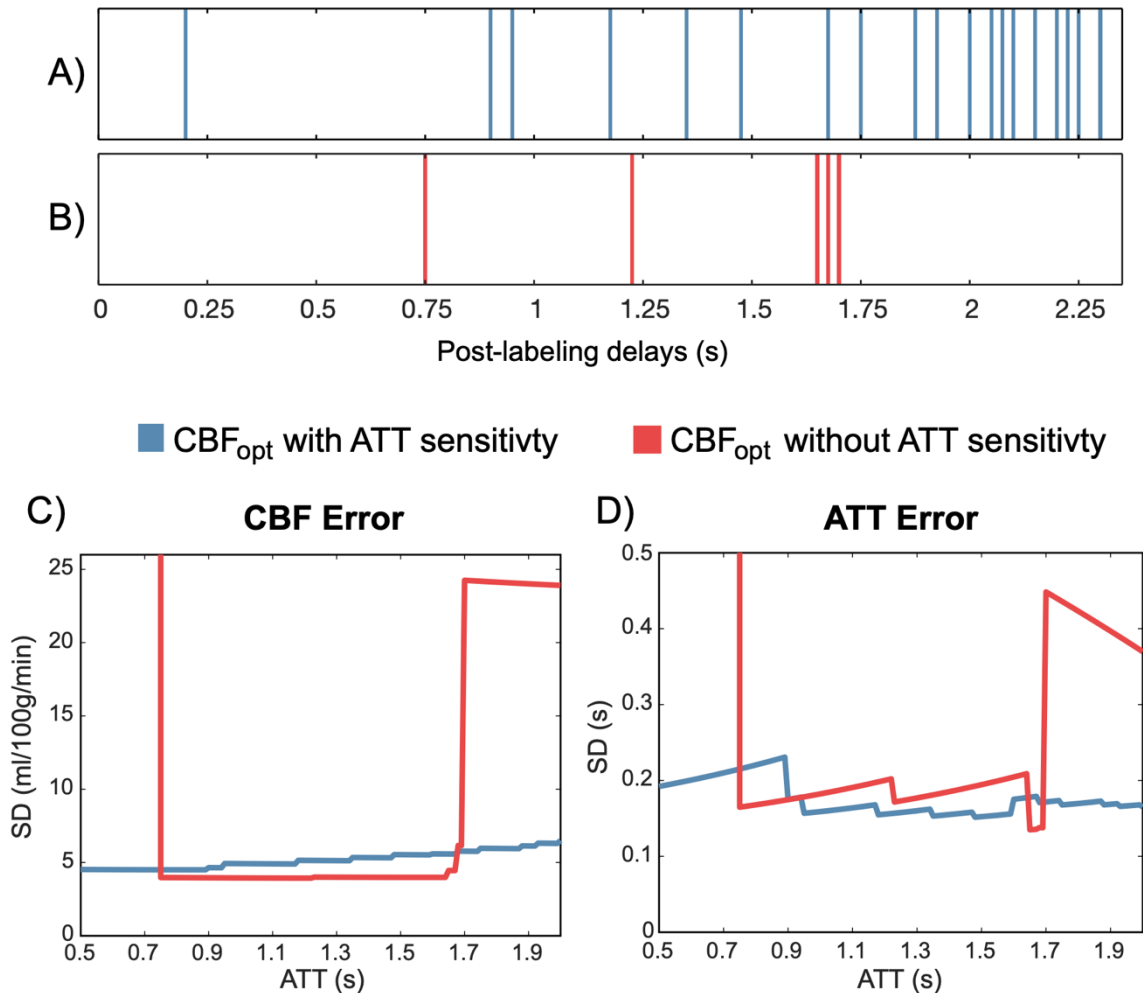 A)
B)
0 0.25 0.5 0.75 1 1.25 1.5 1.75 2 2.25
Post-labeling delays (s)
CBFopt with ATT sensitivty CBFopt without ATT sensitivty
C) CBF Error
D) ATT Error
SD (ml/100g/min)
25
20
15
10
5
0
0.5 0.7 0.9 1.1 1.3 1.5 1.7 1.9
ATT (s)
SD (s)
0.5
0.4
0.3
0.2
0.1
0
0.5 0.7 0.9 1.1 1.3 1.5 1.7 1.9
ATT (s)